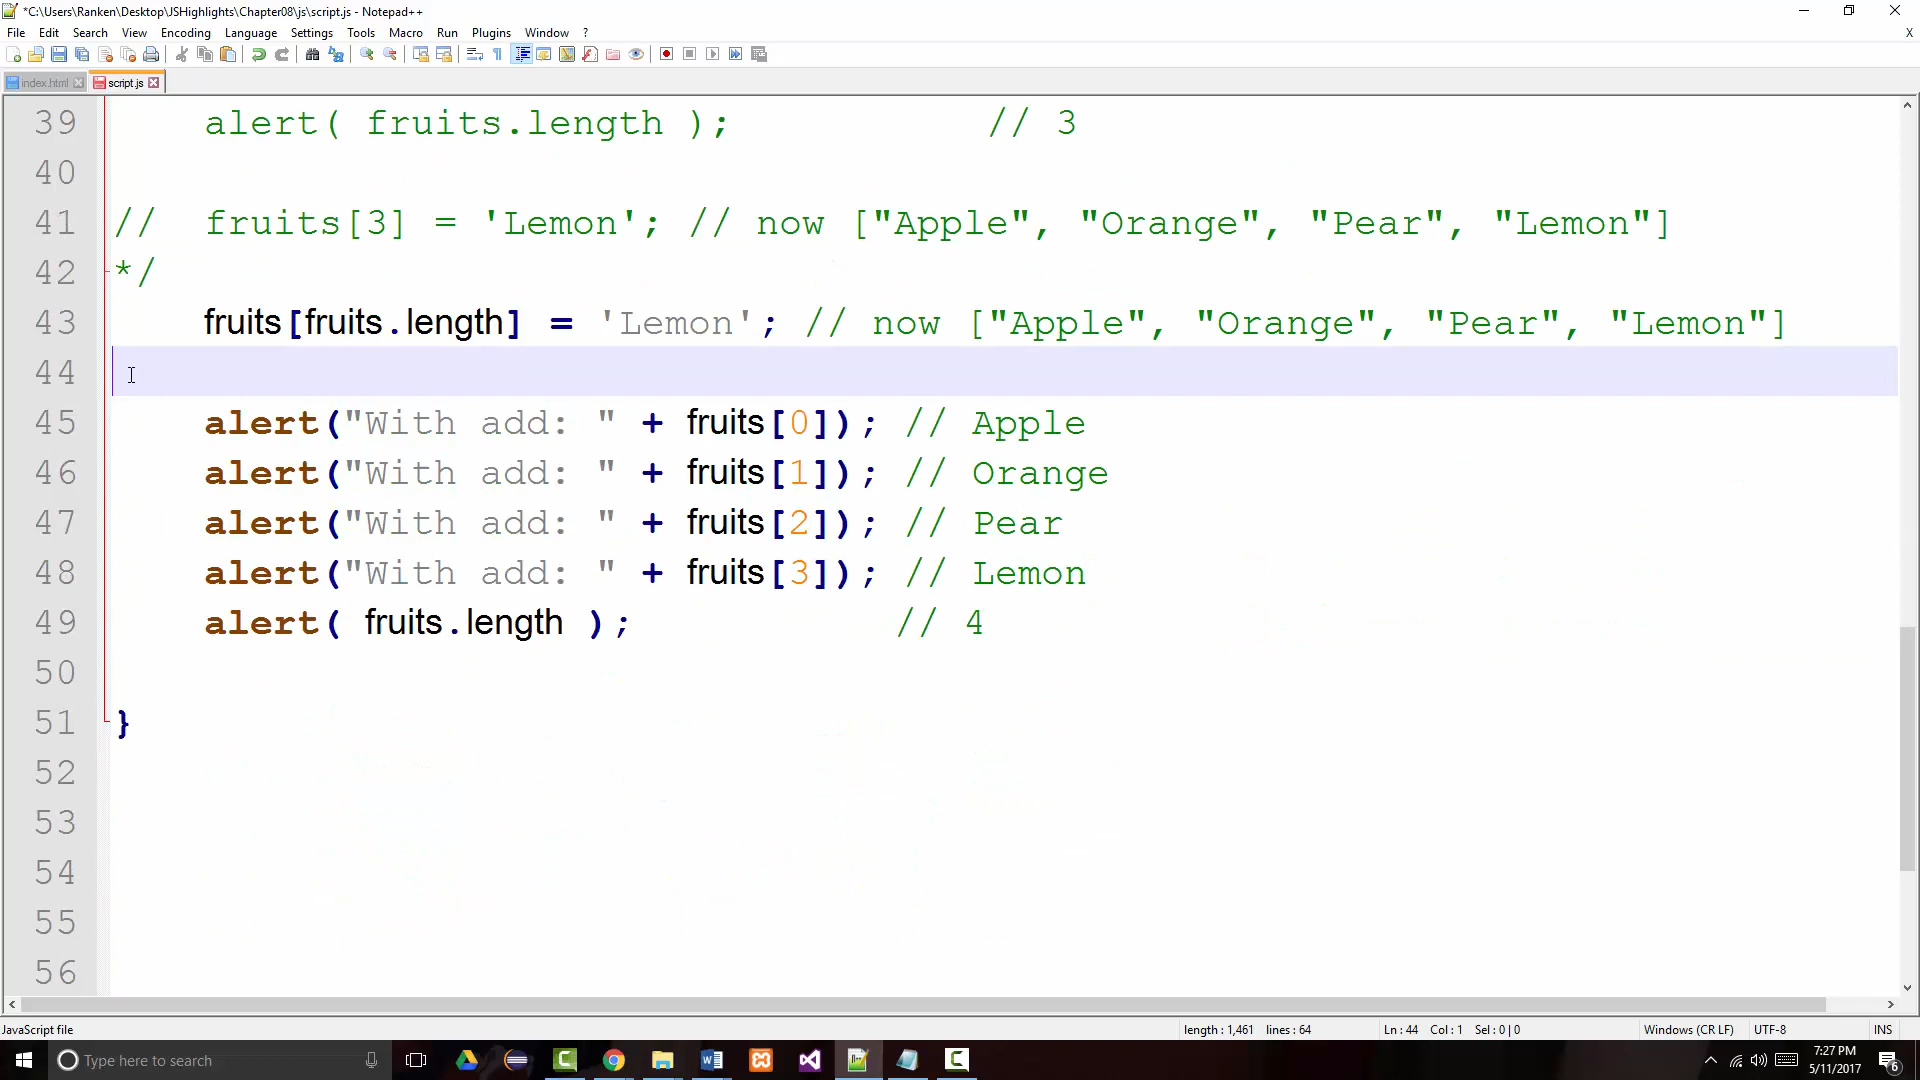 *C:\Users\Ranken\Desktop\JSHighlights\Chapter08\js\script.js - Notepad++
File Edit Search View Encoding Language Settings Tools Macro Run Plugins Window ? X
index.html script.js
39 alert( fruits.length ); // 3
40
41 // fruits[3] = 'Lemon'; // now ["Apple", "Orange", "Pear", "Lemon"]
42 */
43 fruits[fruits.length] = 'Lemon'; // now ["Apple", "Orange", "Pear", "Lemon"]
44
45 alert("With add: " + fruits[0]); // Apple
46 alert("With add: " + fruits[1]); // Orange
47 alert("With add: " + fruits[2]); // Pear
48 alert("With add: " + fruits[3]); // Lemon
49 alert( fruits.length ); // 4
50
51 }
52
53
54
55
56
JavaScript file length : 1,461 lines : 64 Ln : 44 Col : 1 Sel : 0 | 0 Windows (CR LF) UTF-8 INS
Type here to search 7:27 PM
5/11/2017 6